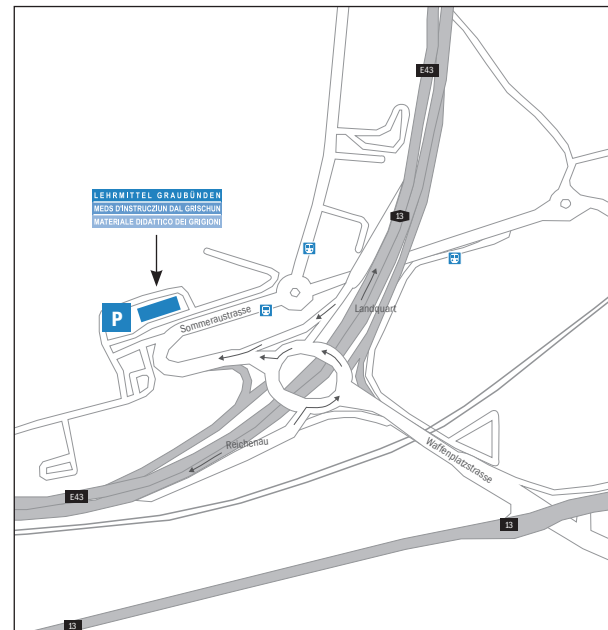 E43
LEHRMITTEL GRAUBÜNDEN
MEDS D'INSTRUCZIUN DAL GRISCHUN
MATERIALE DIDATTICO DEI GRIGIONI
13
P
Sommeraustrasse
Landquart
Reichenau
Waffenplatzstrasse
E43
13
13